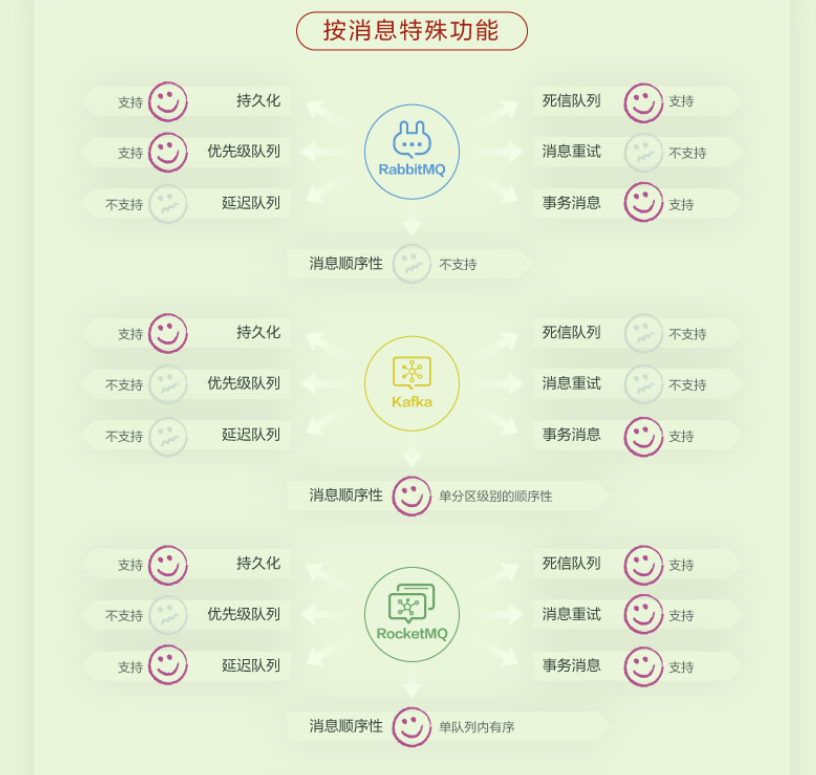 按消息特殊功能
支持 持久化 死信队列 支持
支持 优先级队列 RabbitMQ 消息重试 不支持
不支持 延迟队列 事务消息 支持
消息顺序性 不支持
支持 持久化 死信队列 不支持
不支持 优先级队列 Kafka 消息重试 不支持
不支持 延迟队列 事务消息 支持
消息顺序性 单分区级别的顺序性
支持 持久化 死信队列 支持
不支持 优先级队列 RocketMQ 消息重试 支持
支持 延迟队列 事务消息 支持
消息顺序性 单队列内有序